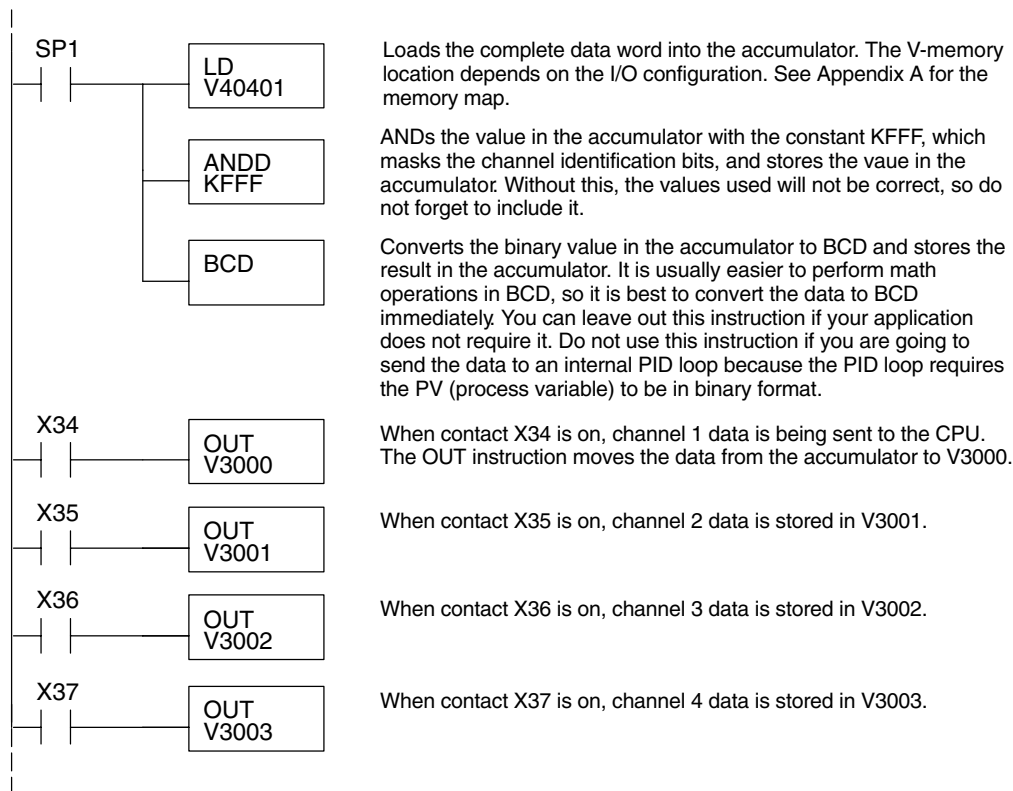 SP1
LD
V40401
Loads the complete data word into the accumulator. The V-memory
location depends on the I/O configuration. See Appendix A for the
memory map.
ANDD
KFFF
ANDs the value in the accumulator with the constant KFFF, which
masks the channel identification bits, and stores the vaue in the
accumulator. Without this, the values used will not be correct, so do
not forget to include it.
BCD
Converts the binary value in the accumulator to BCD and stores the
result in the accumulator. It is usually easier to perform math
operations in BCD, so it is best to convert the data to BCD
immediately. You can leave out this instruction if your application
does not require it. Do not use this instruction if you are going to
send the data to an internal PID loop because the PID loop requires
the PV (process variable) to be in binary format.
X34
OUT
V3000
When contact X34 is on, channel 1 data is being sent to the CPU.
The OUT instruction moves the data from the accumulator to V3000.
X35
OUT
V3001
When contact X35 is on, channel 2 data is stored in V3001.
X36
OUT
V3002
When contact X36 is on, channel 3 data is stored in V3002.
X37
OUT
V3003
When contact X37 is on, channel 4 data is stored in V3003.